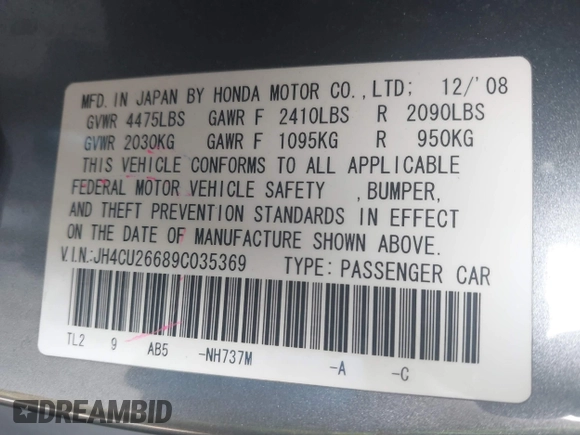 MFD. IN JAPAN BY HONDA MOTOR CO., LTD; 12/'08
GVWR 4475LBS GAWR F 2410LBS R 2090LBS
GVWR 2030KG GAWR F 1095KG R 950KG
THIS VEHICLE CONFORMS TO ALL APPLICABLE
FEDERAL MOTOR VEHICLE SAFETY , BUMPER,
AND THEFT PREVENTION STANDARDS IN EFFECT
ON THE DATE OF MANUFACTURE SHOWN ABOVE.
V.I.N.: JH4CU26689C035369 TYPE: PASSENGER CAR
TL2 9 AB5 -NH737M -A -C
DREAMBID